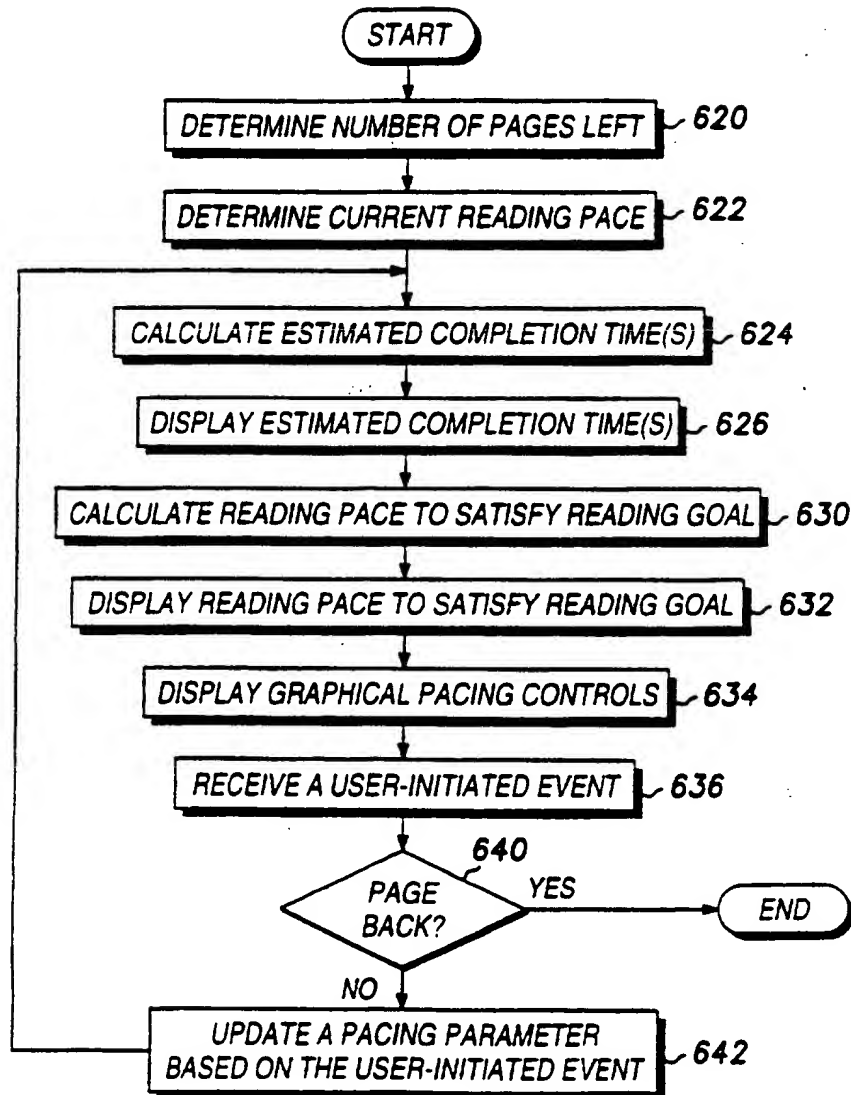 START
DETERMINE NUMBER OF PAGES LEFT 620
DETERMINE CURRENT READING PACE 622
CALCULATE ESTIMATED COMPLETION TIME(S) 624
DISPLAY ESTIMATED COMPLETION TIME(S) 626
CALCULATE READING PACE TO SATISFY READING GOAL 630
DISPLAY READING PACE TO SATISFY READING GOAL 632
DISPLAY GRAPHICAL PACING CONTROLS 634
RECEIVE A USER-INITIATED EVENT 636
640
PAGE
BACK?
YES
END
NO
UPDATE A PACING PARAMETER
BASED ON THE USER-INITIATED EVENT 642